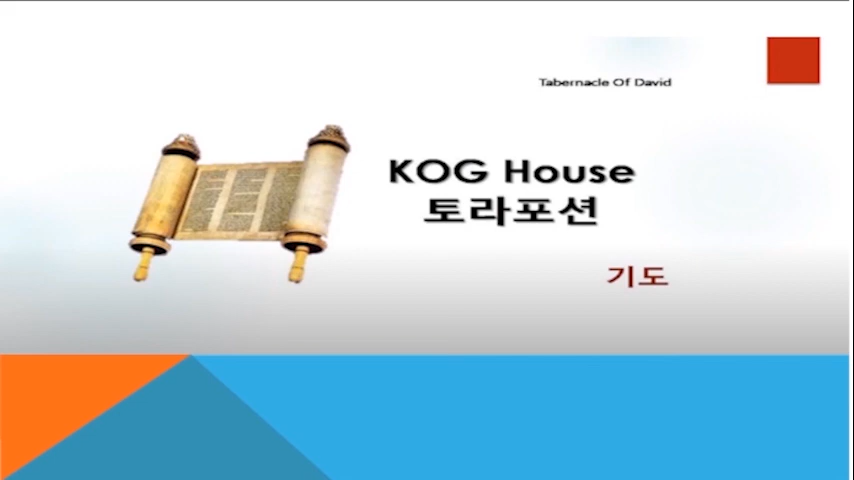 Tabernacle Of David
KOG House
토라포션
기도